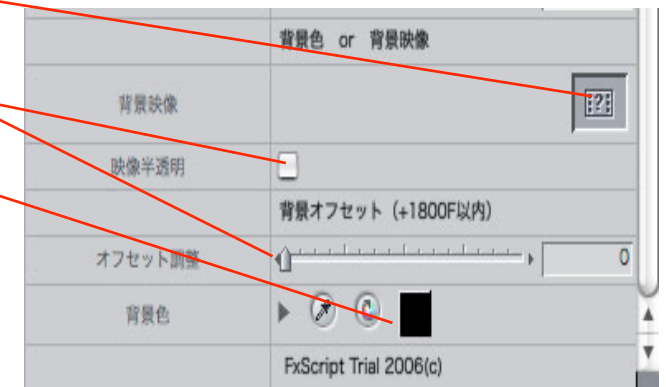 背景色 or 背景映像
背景映像
?
映像半透明
背景オフセット（+1800F以内）
オフセット調整
0
背景色
FxScript Trial 2006(c)